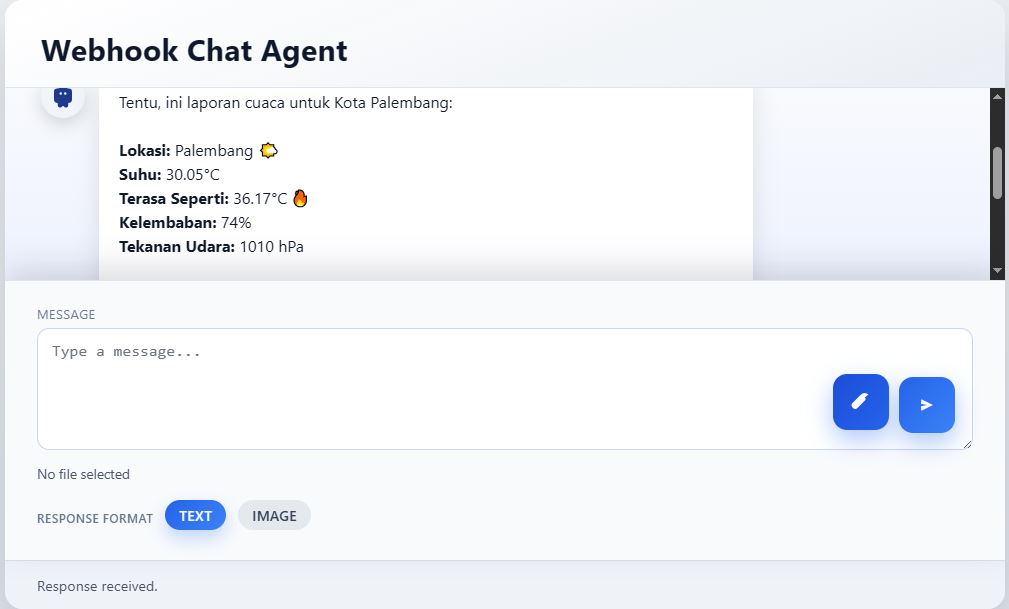 Webhook Chat Agent
Tentu, ini laporan cuaca untuk Kota Palembang:
Lokasi: Palembang 🌤️
Suhu: 30.05°C
Terasa Seperti: 36.17°C 🔥
Kelembaban: 74%
Tekanan Udara: 1010 hPa
MESSAGE
Type a message...
No file selected
RESPONSE FORMAT TEXT IMAGE
Response received.